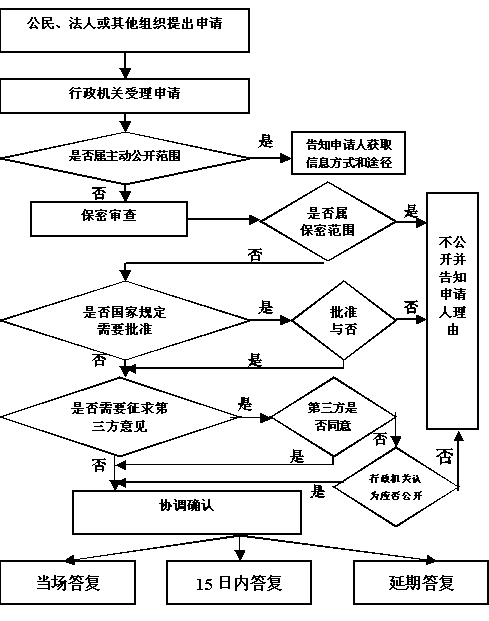 公民、法人或其他组织提出申请
行政机关受理申请
是否属主动公开范围
是
告知申请人获取
信息方式和途径
否
保密审查
是否属
保密范围
是
不公
开并
告知
申请
人理
由
否
是否国家规定
需要批准
是
批准
与否
否
否
是
是否需要征求第
三方意见
是
第三方是
否同意
否
否
是
行政机关认
为应否公开
否
是
协调确认
当场答复
15日内答复
延期答复